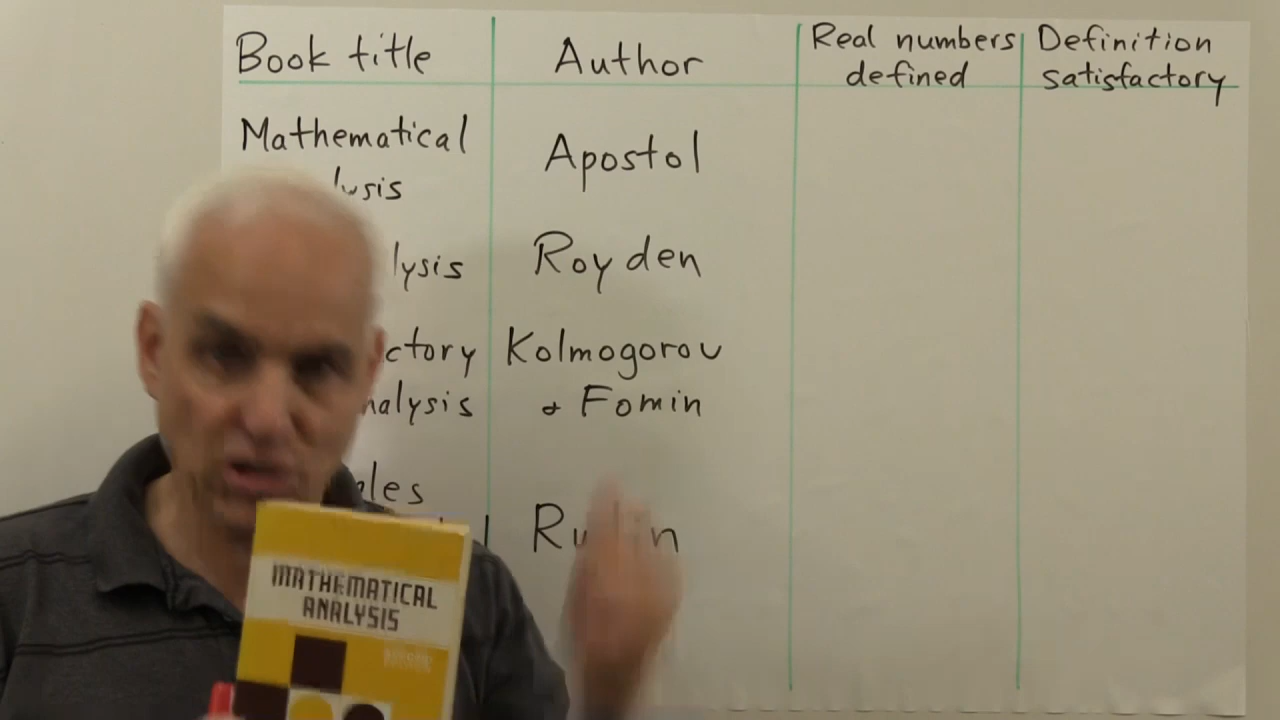 Book title
Author
Real numbers
defined
Definition
satisfactory
Mathematical
Apostol
lysis
Royden
ctory
Kolmogorov
nalysis
& Fomin
les
MATHEMATICAL
ANALYSIS